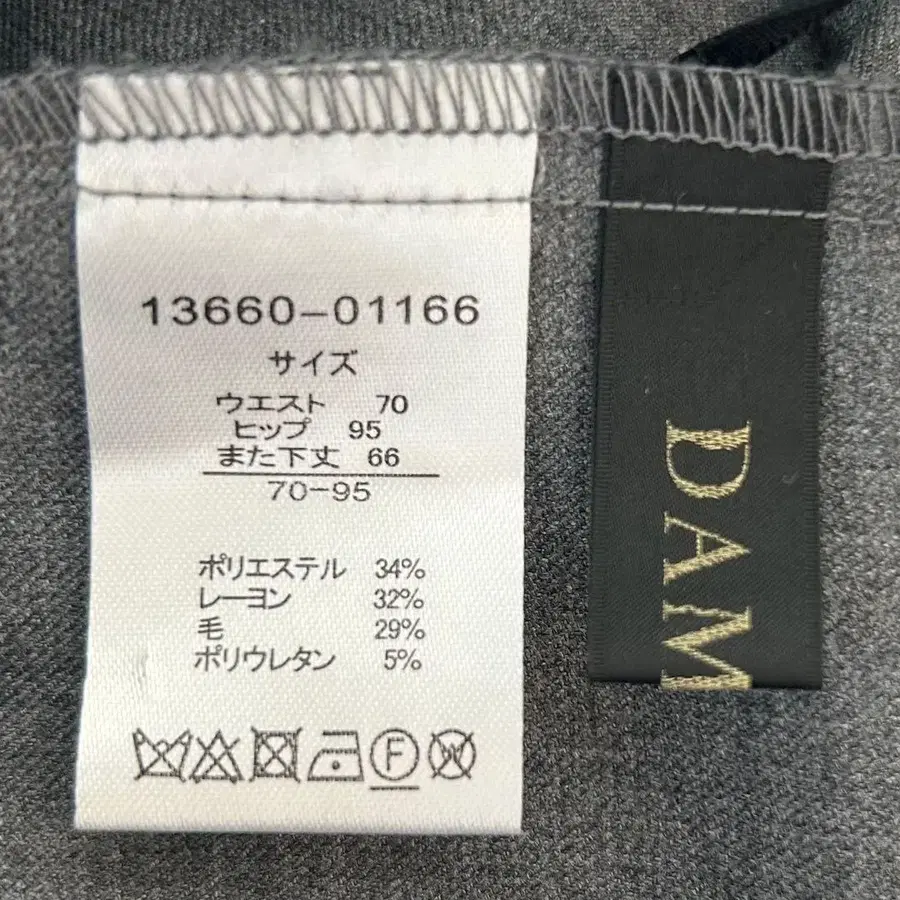 13660-01166
サイズ
ウエスト 70
ヒップ 95
また下丈 66
70-95
ポリエステル 34%
レーヨン 32%
毛 29%
ポリウレタン 5%
F W
DAM